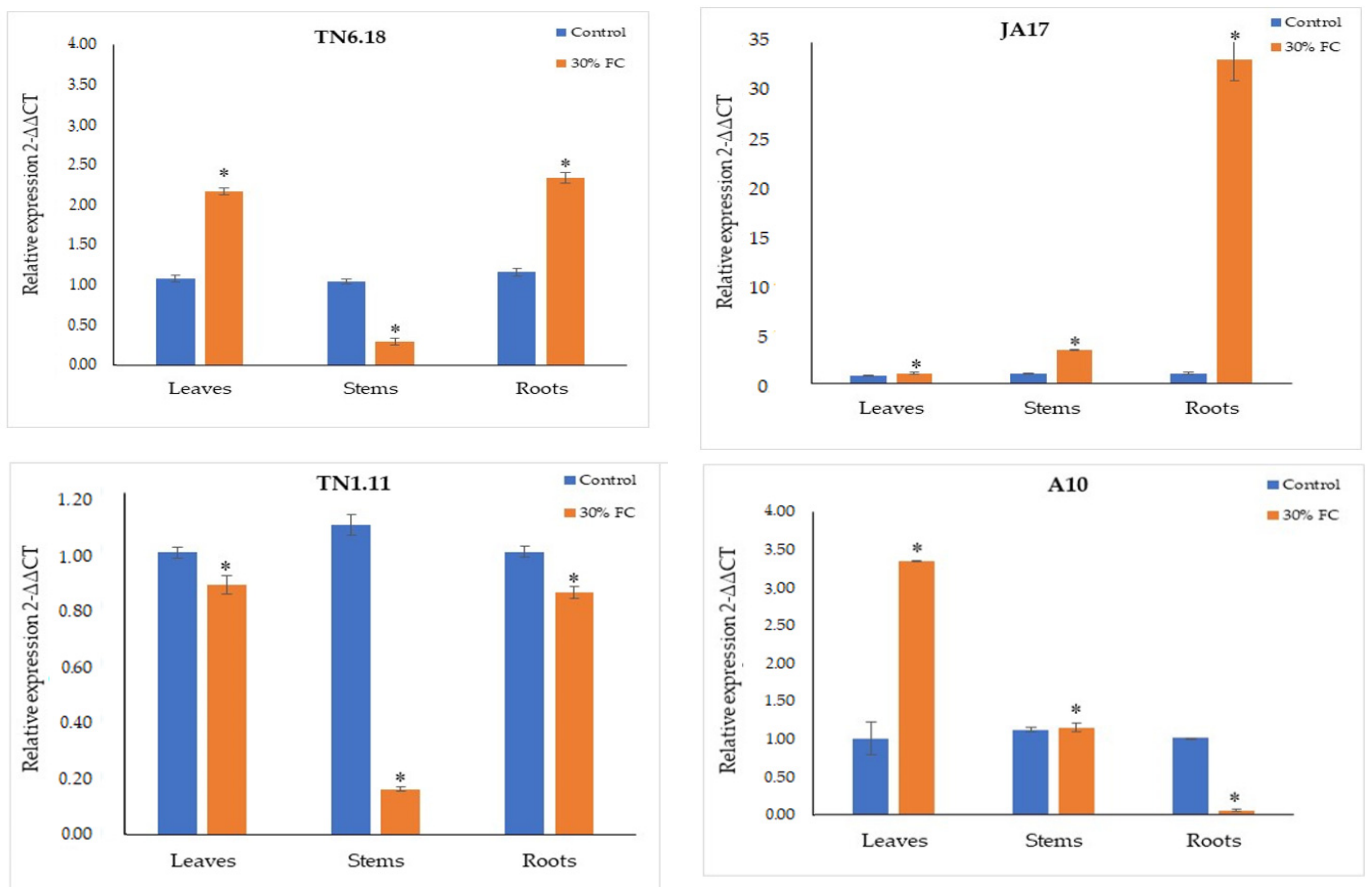 TN6.18
Control
30% FC
Relative expression 2-ΔΔCT
4.00
3.50
3.00
2.50
2.00
1.50
1.00
0.50
0.00
*
*
*
Leaves Stems Roots
JA17
Control
30% FC
Relative expression 2-ΔΔCT
35
30
25
20
15
10
5
0
*
*
*
Leaves Stems Roots
TN1.11
Control
30% FC
Relative expression 2-ΔΔCT
1.20
1.00
0.80
0.60
0.40
0.20
0.00
*
*
*
Leaves Stems Roots
A10
Control
30% FC
Relative expression 2-ΔΔCT
4.00
3.50
3.00
2.50
2.00
1.50
1.00
0.50
0.00
*
*
*
Leaves Stems Roots